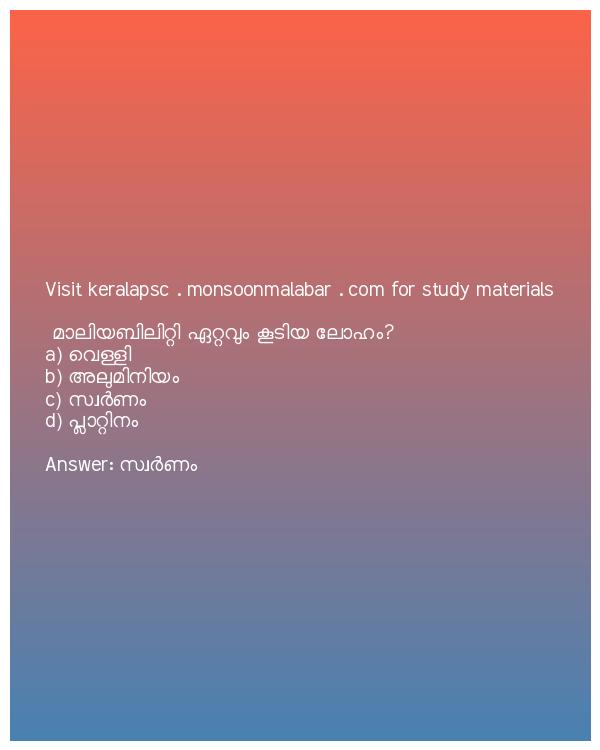 Visit keralapsc . monsoonmalabar . com for study materials
മാലിയബിലിറ്റി ഏറ്റവും കൂടിയ ലോഹം?
a) വെള്ളി
b) അലുമിനിയം
c) സ്വർണം
d) പ്ലാറ്റിനം
Answer: സ്വർണം